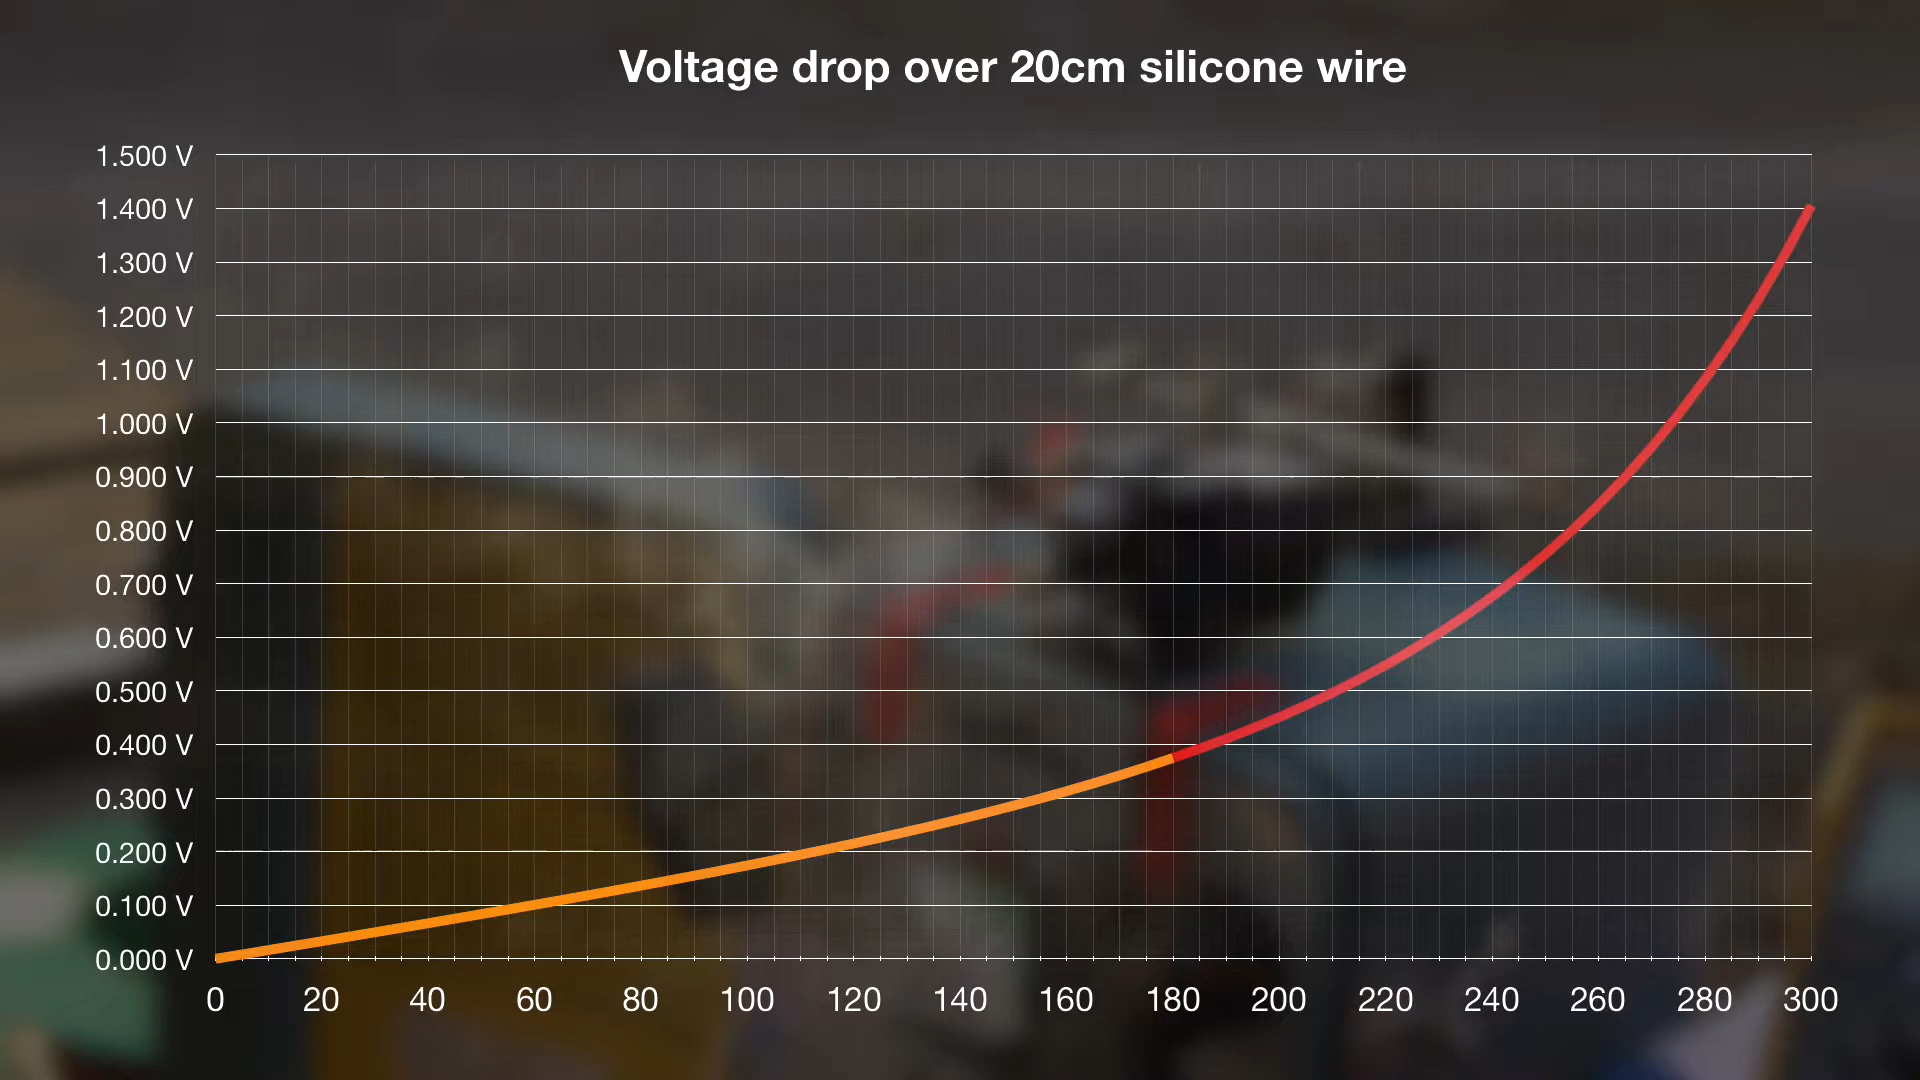 Voltage drop over 20cm silicone wire
1.500 V
1.400 V
1.300 V
1.200 V
1.100 V
1.000 V
0.900 V
0.800 V
0.700 V
0.600 V
0.500 V
0.400 V
0.300 V
0.200 V
0.100 V
0.000 V
0 20 40 60 80 100 120 140 160 180 200 220 240 260 280 300